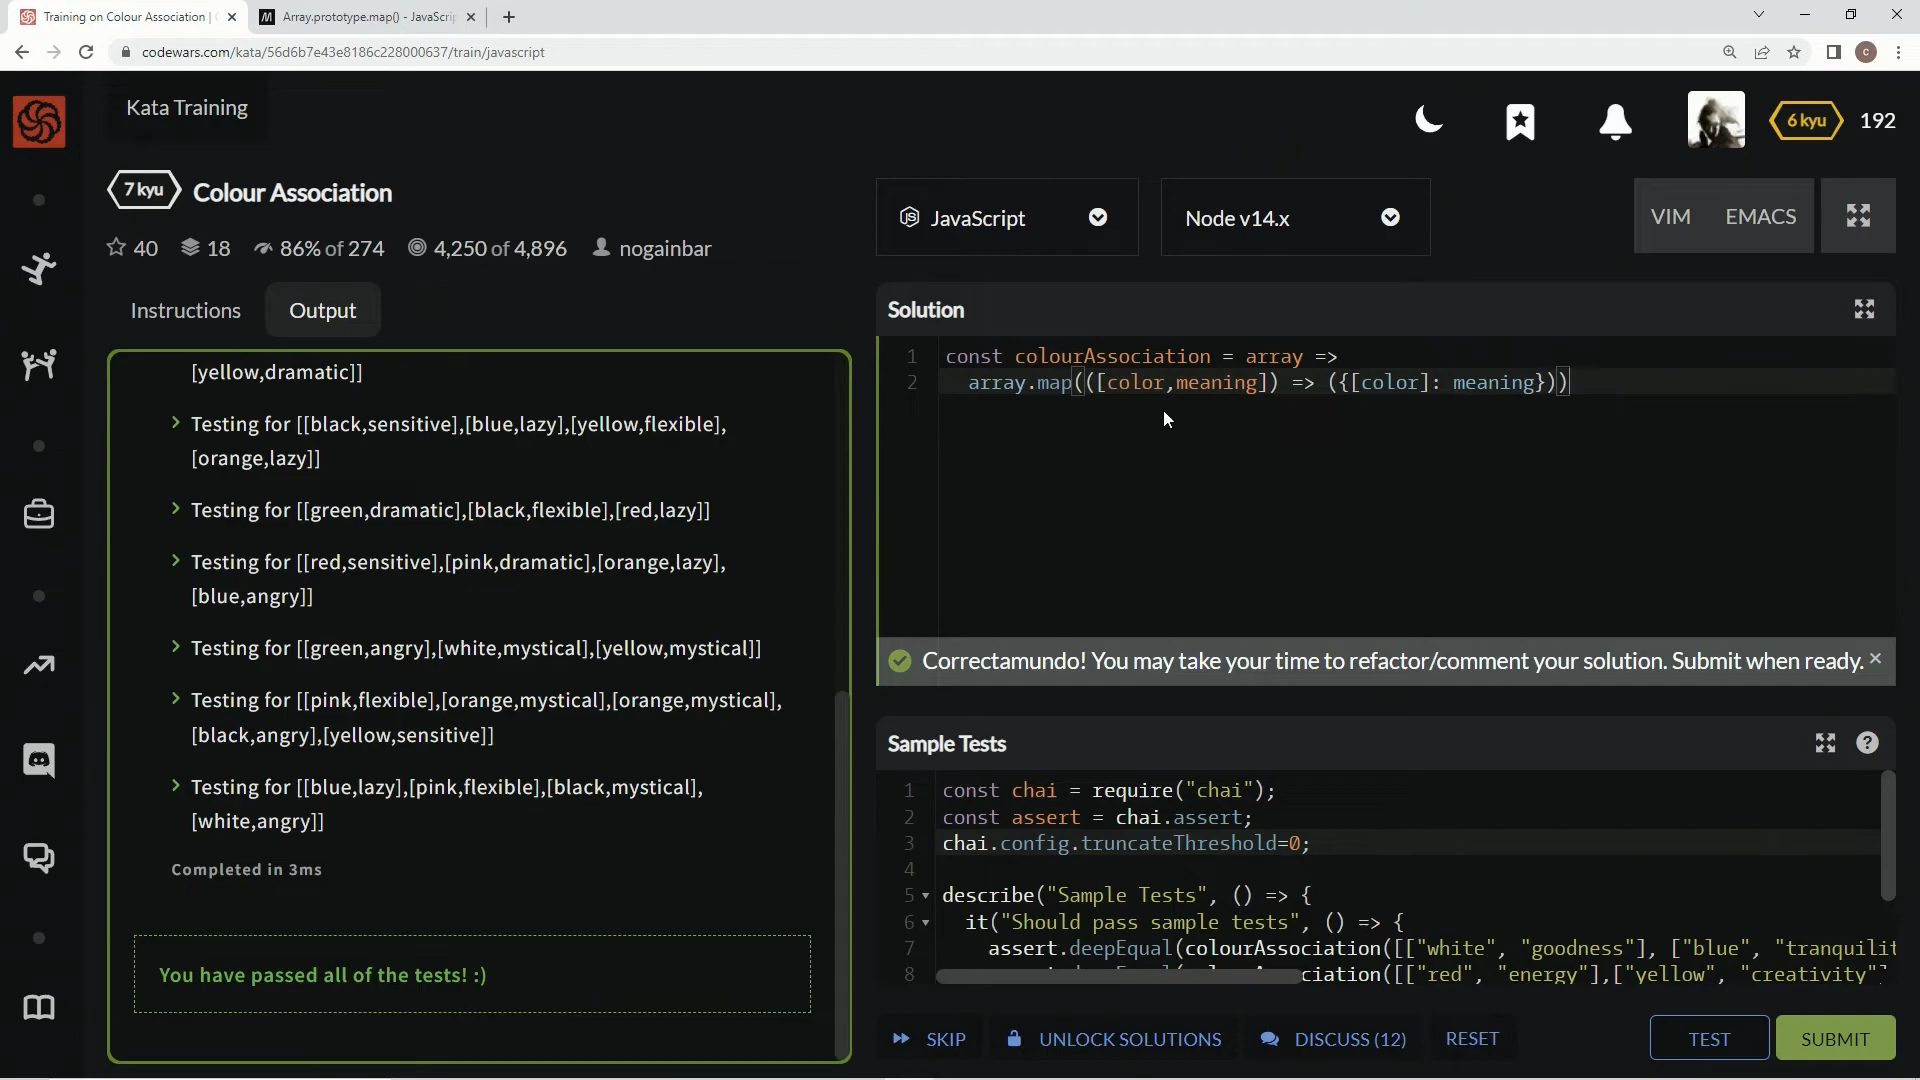 Training on Colour Association |
Array.prototype.map() - JavaScri
codewars.com/kata/56d6b7e43e8186c228000637/train/javascript
C
Kata Training
6 kyu
192
7 kyu
Colour Association
40
18
86% of 274
4,250 of 4,896
nogainbar
JavaScript
Node v14.x
VIM
EMACS
Instructions
Output
[yellow,dramatic]]
Testing for [[black,sensitive],[blue,lazy],[yellow,flexible],
[orange,lazy]]
Testing for [[green,dramatic],[black,flexible],[red,lazy]]
Testing for [[red,sensitive],[pink,dramatic],[orange,lazy],
[blue,angry]]
Testing for [[green,angry],[white,mystical],[yellow,mystical]]
Testing for [[pink,flexible],[orange,mystical],[orange,mystical],
[black,angry],[yellow,sensitive]]
Testing for [[blue,lazy],[pink,flexible],[black,mystical],
[white,angry]]
Completed in 3ms
You have passed all of the tests! :)
Solution
1 const colourAssociation = array =>
2 array.map(([color,meaning]) => ({[color]: meaning}))
Correctamundo! You may take your time to refactor/comment your solution. Submit when ready.
Sample Tests
1 const chai = require("chai");
2 const assert = chai.assert;
3 chai.config.truncateThreshold=0;
4
5 describe("Sample Tests", () => {
6 it("Should pass sample tests", () => {
7 assert.deepEqual(colourAssociation([["white", "goodness"], ["blue", "tranquilit
8 ciation([["red", "energy"],["yellow", "creativity"]
SKIP
UNLOCK SOLUTIONS
DISCUSS (12)
RESET
TEST
SUBMIT